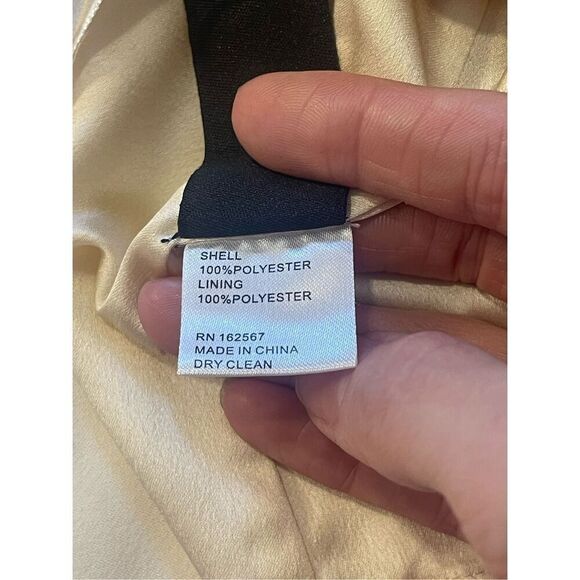 SHELL
100%POLYESTER
LINING
100%POLYESTER
RN 162567
MADE IN CHINA
DRY CLEAN